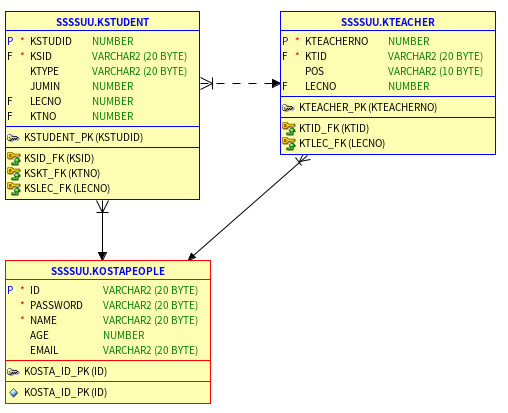 SSSSUU.KSTUDENT
P * KSTUDID NUMBER
F * KSID VARCHAR2 (20 BYTE)
KTYPE VARCHAR2 (20 BYTE)
JUMIN NUMBER
F LECNO NUMBER
F KTNO NUMBER
KSTUDENT_PK (KSTUDID)
KSID_FK (KSID)
KSKT_FK (KTNO)
KSLEC_FK (LECNO)
SSSSUU.KTEACHER
P * KTEACHERNO NUMBER
F * KTID VARCHAR2 (20 BYTE)
POS VARCHAR2 (10 BYTE)
F LECNO NUMBER
KTEACHER_PK (KTEACHERNO)
KTID_FK (KTID)
KTLEC_FK (LECNO)
SSSSUU.KOSTAPEOPLE
P * ID VARCHAR2 (20 BYTE)
* PASSWORD VARCHAR2 (20 BYTE)
* NAME VARCHAR2 (20 BYTE)
AGE NUMBER
EMAIL VARCHAR2 (20 BYTE)
KOSTA_ID_PK (ID)
KOSTA_ID_PK (ID)